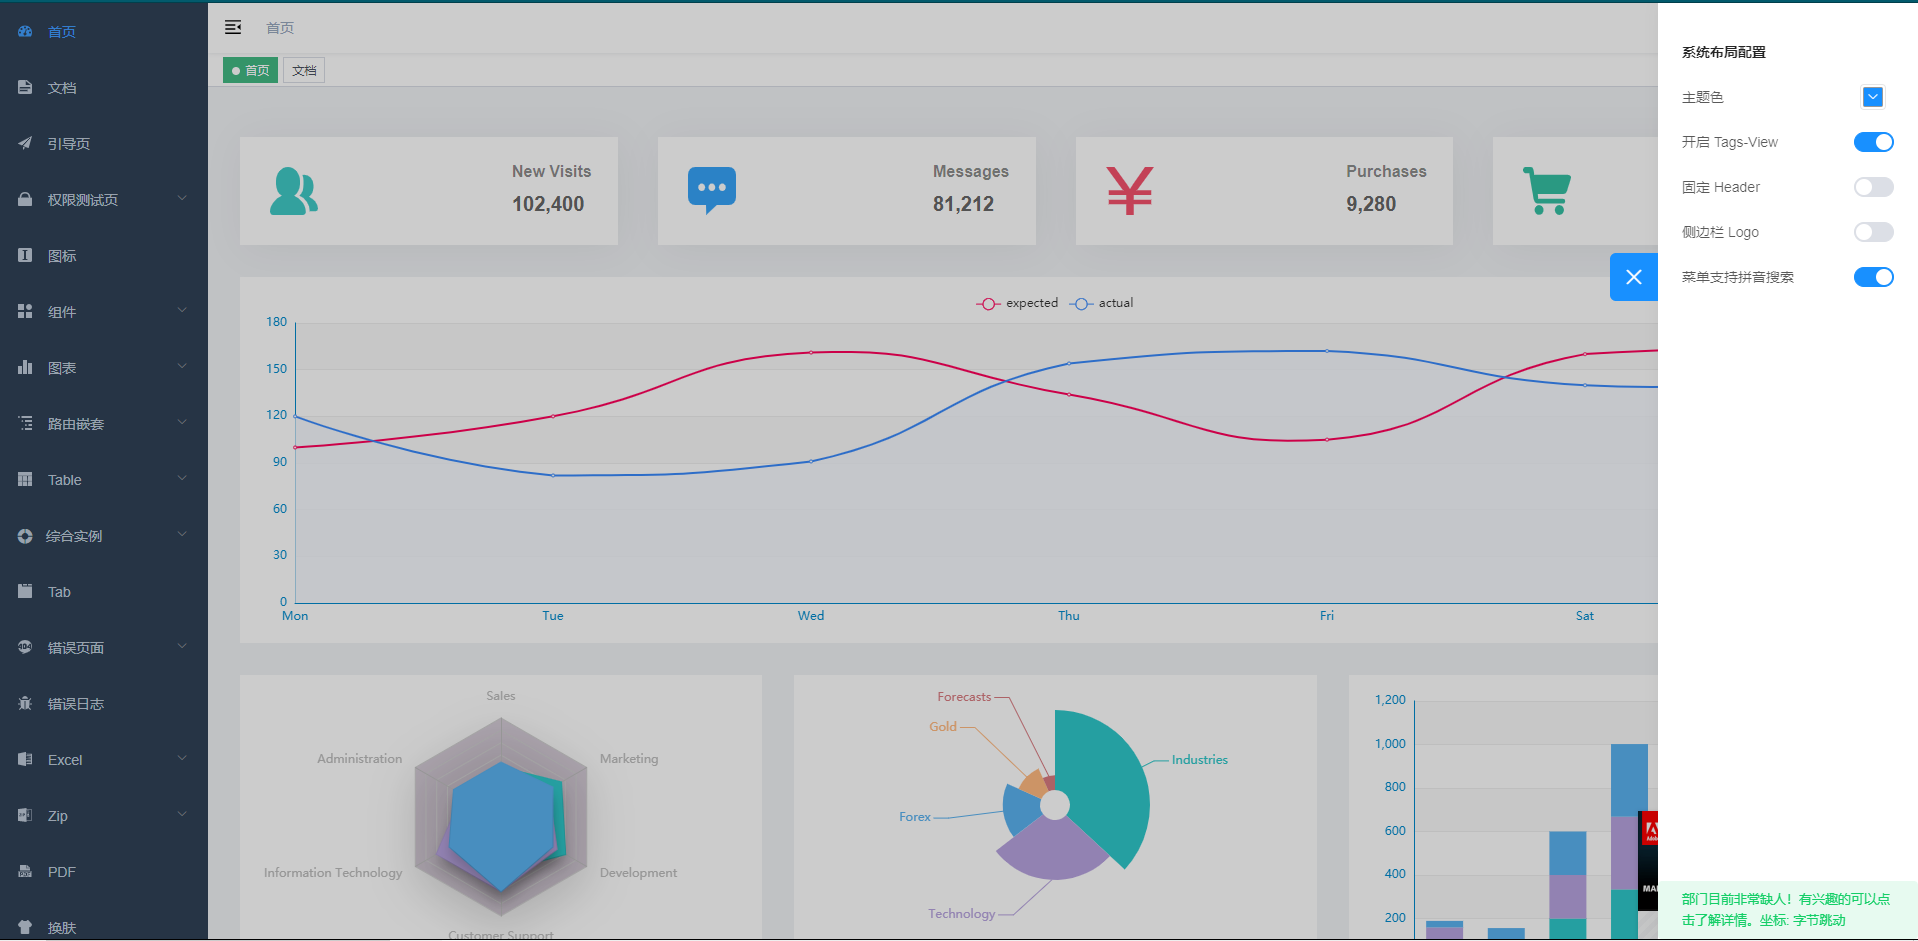 首页
文档
引导页
权限测试页
图标
组件
图表
路由嵌套
Table
综合实例
Tab
错误页面
错误日志
Excel
Zip
PDF
换肤
首页
首页
文档
New Visits
102,400
Messages
81,212
Purchases
9,280
expected
actual
180
150
120
90
60
30
0
Mon
Tue
Wed
Thu
Fri
Sat
Sales
Administration
Marketing
Information Technology
Development
Customer Support
Forecasts
Gold
Industries
Forex
Technology
1,200
1,000
800
600
400
200
系统布局配置
主题色
开启 Tags-View
固定 Header
侧边栏 Logo
菜单支持拼音搜索
部门目前非常缺人！有兴趣的可以点
击了解详情。坐标: 字节跳动